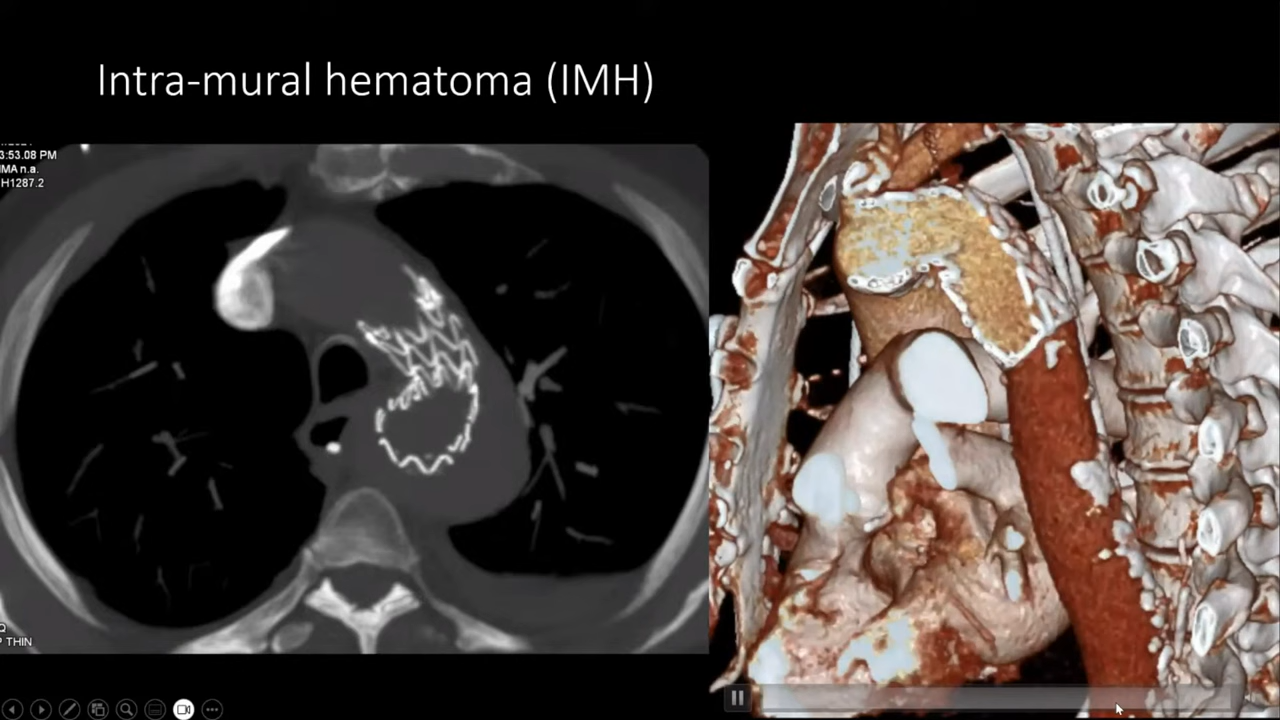 Intra-mural hematoma (IMH)
3:53.08 PM
IMA n.a.
H1287.2
Q
P THIN